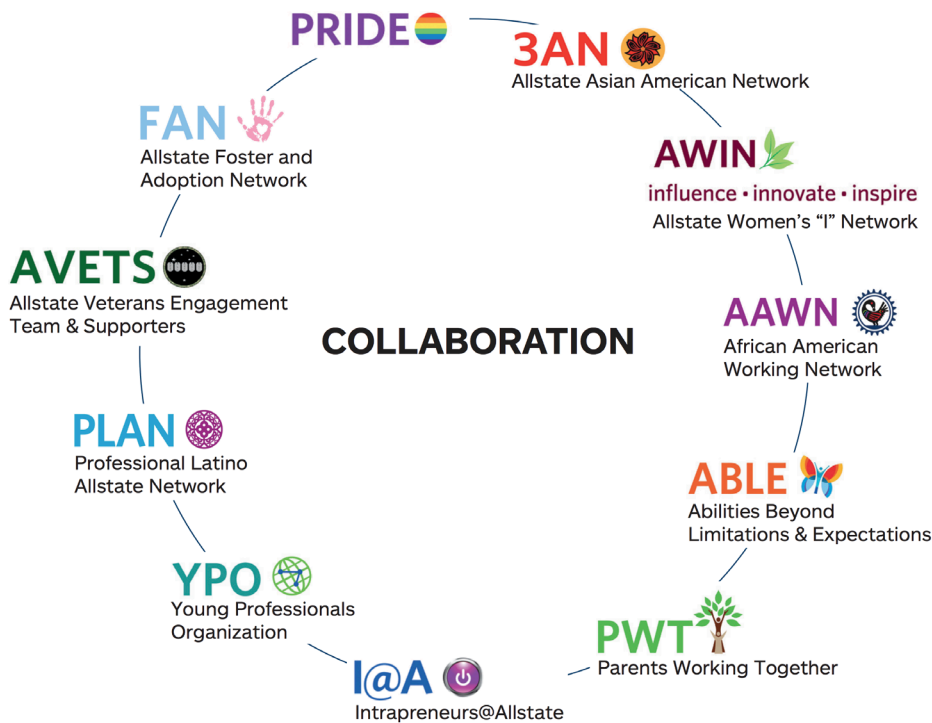 PRIDE
3AN
Allstate Asian American Network
AWIN
influence • innovate • inspire
Allstate Women’s “I” Network
AAWN
African American
Working Network
ABLE
Abilities Beyond
Limitations & Expectations
PWT
Parents Working Together
I@A
Intrapreneurs@Allstate
YPO
Young Professionals
Organization
PLAN
Professional Latino
Allstate Network
AVETS
Allstate Veterans Engagement
Team & Supporters
FAN
Allstate Foster and
Adoption Network
COLLABORATION